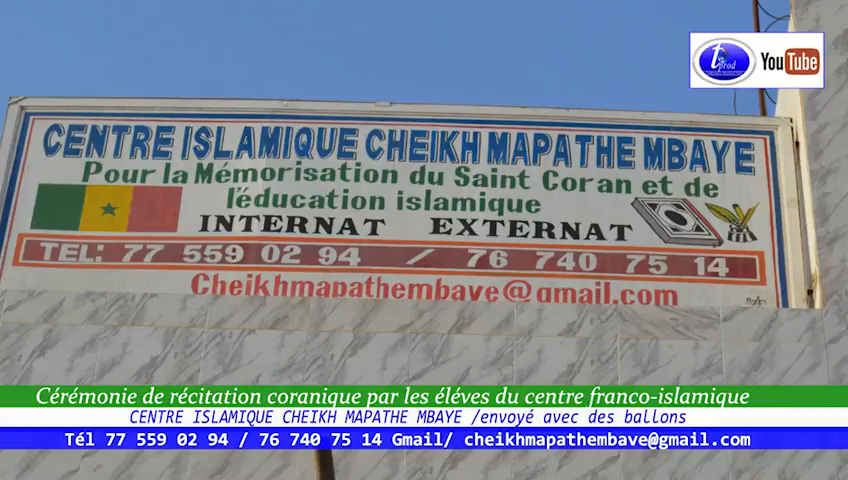 tprod
YouTube
CENTRE ISLAMIQUE CHEIKH MAPATHE MBAYE
Pour la Mémorisation du Saint Coran et de
l'éducation islamique
INTERNAT EXTERNAT
TEL: 77 559 02 94 / 76 740 75 14
Cheikhmapathembaye@gmail.com
Cérémonie de récitation coranique par les éléves du centre franco-islamique
CENTRE ISLAMIQUE CHEIKH MAPATHE MBAYE /envoyé avec des ballons
Tél 77 559 02 94 / 76 740 75 14 Gmail/ cheikhmapathembave@gmail.com